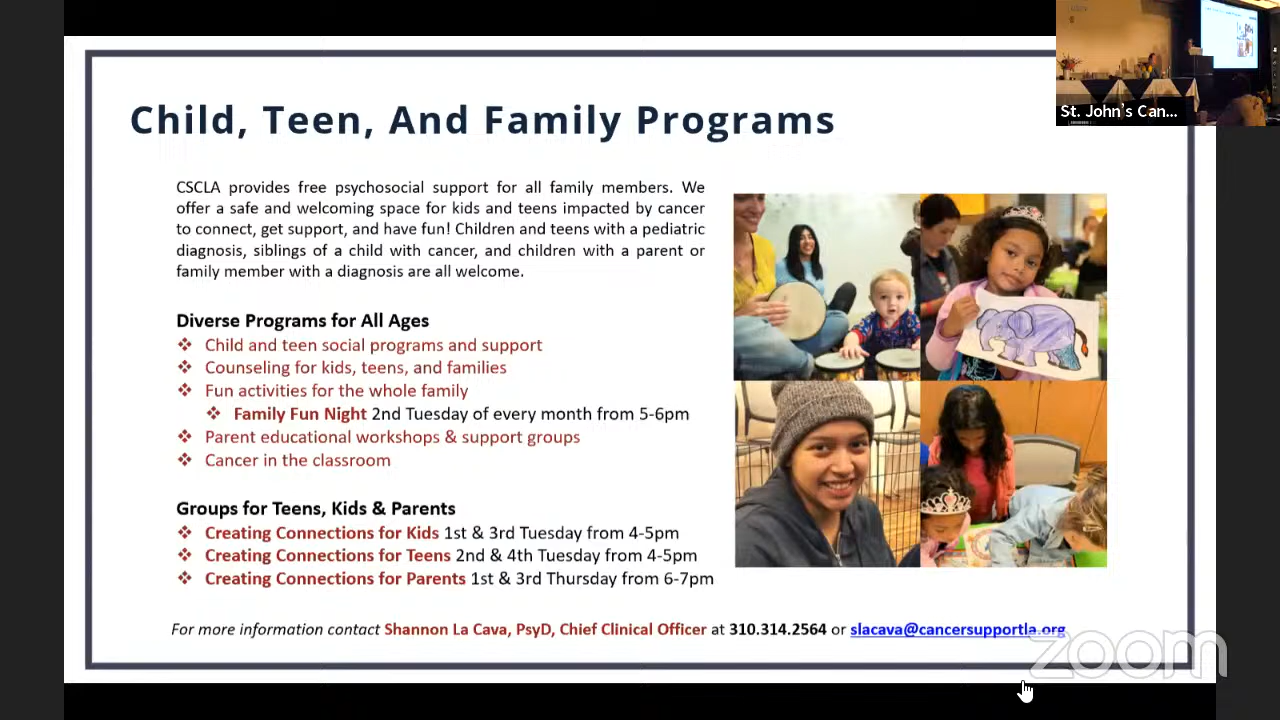 Child, Teen, And Family Programs
St. John's Can...
CSCLA provides free psychosocial support for all family members. We
offer a safe and welcoming space for kids and teens impacted by cancer
to connect, get support, and have fun! Children and teens with a pediatric
diagnosis, siblings of a child with cancer, and children with a parent or
family member with a diagnosis are all welcome.
Diverse Programs for All Ages
❖ Child and teen social programs and support
❖ Counseling for kids, teens, and families
❖ Fun activities for the whole family
❖ Family Fun Night 2nd Tuesday of every month from 5-6pm
❖ Parent educational workshops & support groups
❖ Cancer in the classroom
Groups for Teens, Kids & Parents
❖ Creating Connections for Kids 1st & 3rd Tuesday from 4-5pm
❖ Creating Connections for Teens 2nd & 4th Tuesday from 4-5pm
❖ Creating Connections for Parents 1st & 3rd Thursday from 6-7pm
For more information contact Shannon La Cava, PsyD, Chief Clinical Officer at 310.314.2564 or slacava@cancersupportla.org
zoom